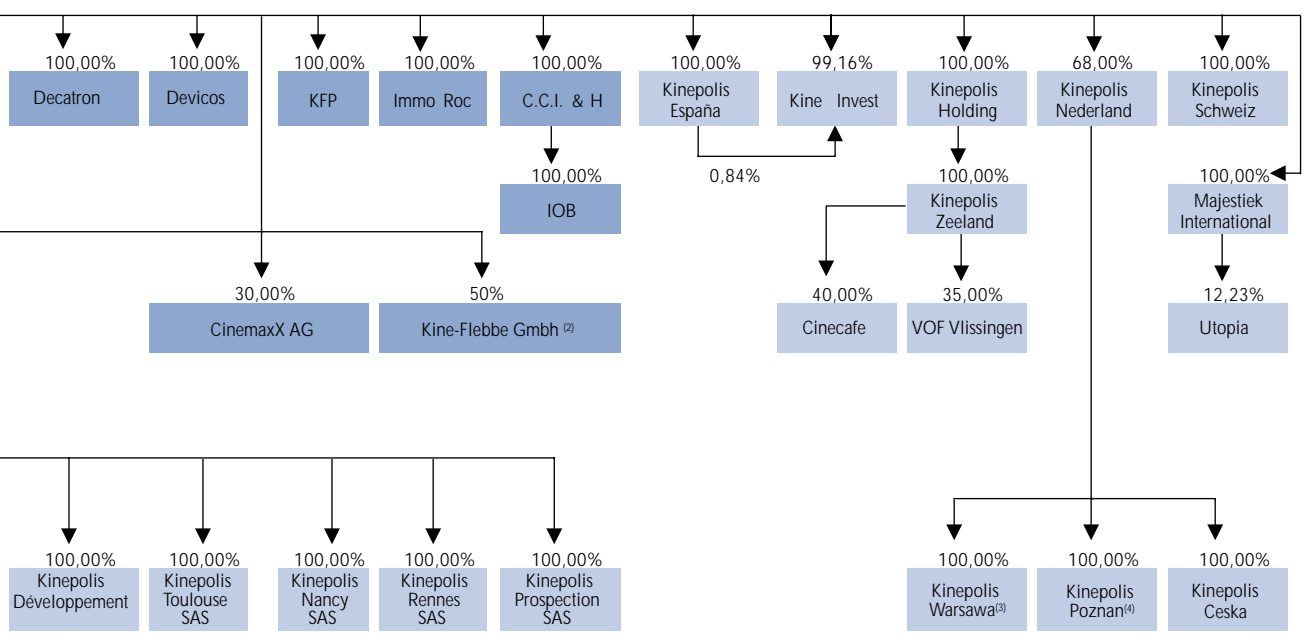 100,00% 100,00% 100,00% 100,00% 100,00% 100,00% 99,16% 100,00% 68,00% 100,00%
Decatron
Devicos
KFP
Immo Roc
C.C.I. & H
Kinepolis
España
Kine Invest
Kinepolis
Holding
Kinepolis
Nederland
Kinepolis
Schweiz
0,84%
100,00% 100,00% 100,00%
IOB
Kinepolis
Zeeland
Majestiek
International
30,00% 50% 40,00% 35,00% 12,23%
CinemaxX AG
Kine-Flebbe Gmbh (2)
Cinecafe
VOF Vlissingen
Utopia
100,00% 100,00% 100,00% 100,00% 100,00% 100,00% 100,00% 100,00%
Kinepolis
Développement
Kinepolis
Toulouse
SAS
Kinepolis
Nancy
SAS
Kinepolis
Rennes
SAS
Kinepolis
Prospection
SAS
Kinepolis
Warsawa(3)
Kinepolis
Poznan(4)
Kinepolis
Ceska